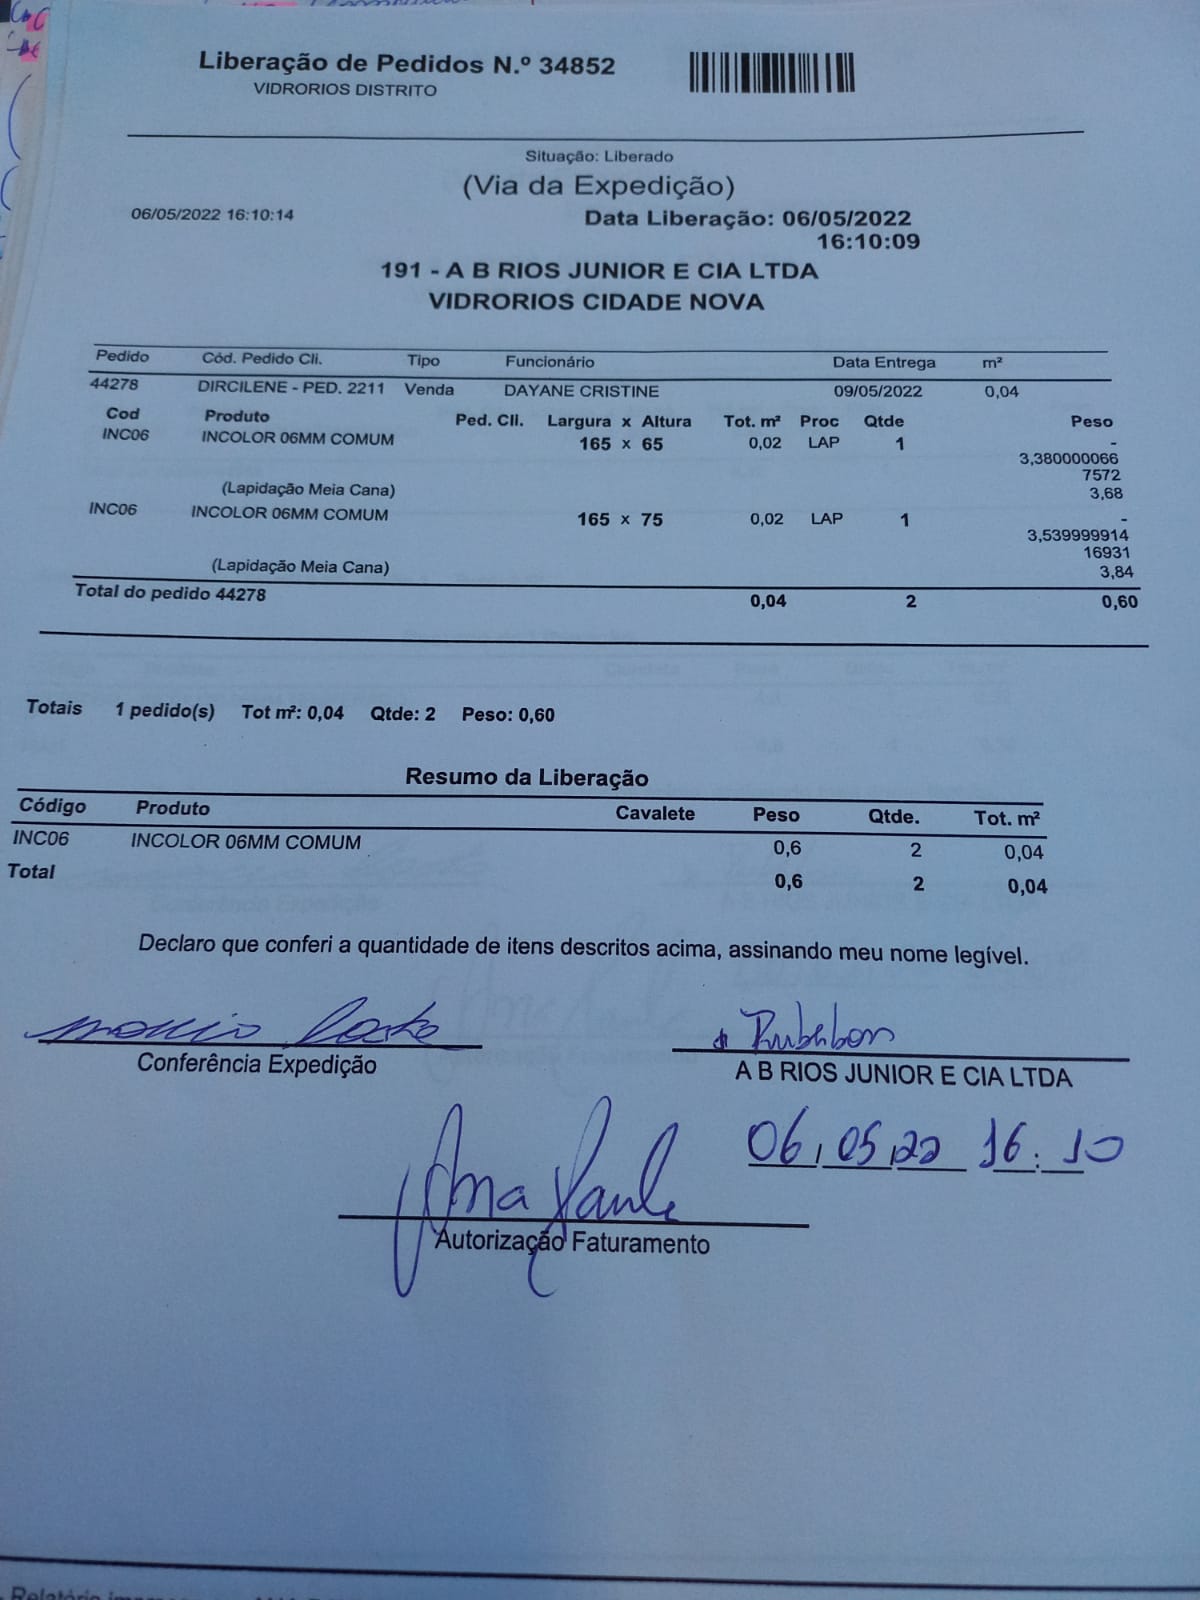 Liberação de Pedidos N.º 34852
VIDRORIOS DISTRITO
Situação: Liberado
(Via da Expedição)
06/05/2022 16:10:14 Data Liberação: 06/05/2022
16:10:09
191 - A B RIOS JUNIOR E CIA LTDA
VIDRORIOS CIDADE NOVA
Pedido Cód. Pedido Cli. Tipo Funcionário Data Entrega m²
44278 DIRCILENE - PED. 2211 Venda DAYANE CRISTINE 09/05/2022 0,04
Cod Produto Ped. Cli. Largura x Altura Tot. m² Proc Qtde Peso
INC06 INCOLOR 06MM COMUM 165 x 65 0,02 LAP 1 -
3,380000066
7572
(Lapidação Meia Cana) 3,68
INC06 INCOLOR 06MM COMUM 165 x 75 0,02 LAP 1 -
3,539999914
16931
(Lapidação Meia Cana) 3,84
Total do pedido 44278 0,04 2 0,60
Totais 1 pedido(s) Tot m²: 0,04 Qtde: 2 Peso: 0,60
Resumo da Liberação
Código Produto Cavalete Peso Qtde. Tot. m²
INC06 INCOLOR 06MM COMUM 0,6 2 0,04
Total 0,6 2 0,04
Declaro que conferi a quantidade de itens descritos acima, assinando meu nome legível.
Conferência Expedição
A B RIOS JUNIOR E CIA LTDA
06/05/22 16:10
Ana Paula
Autorização Faturamento